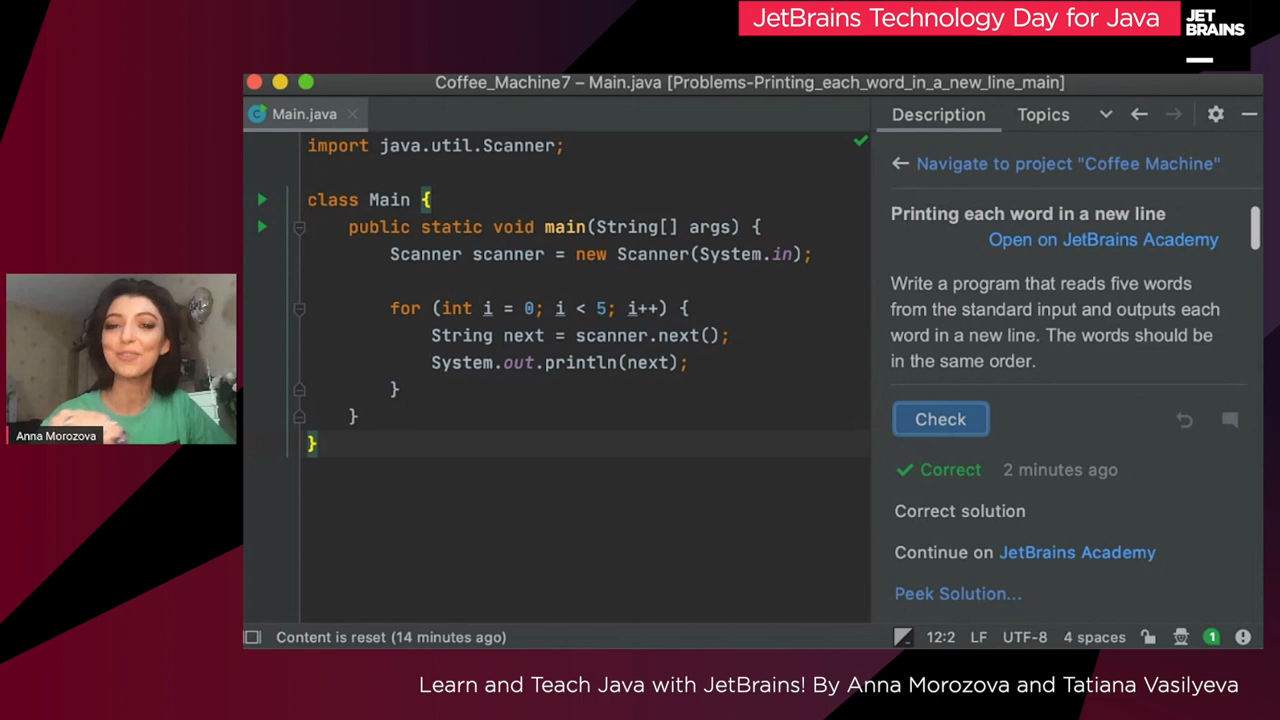 JetBrains Technology Day for Java
JET
BRAINS
Coffee_Machine7 – Main.java [Problems-Printing_each_word_in_a_new_line_main]
Main.java
import java.util.Scanner;
class Main {
public static void main(String[] args) {
Scanner scanner = new Scanner(System.in);
for (int i = 0; i < 5; i++) {
String next = scanner.next();
System.out.println(next);
}
}
}
Description Topics
Navigate to project "Coffee Machine"
Printing each word in a new line
Open on JetBrains Academy
Write a program that reads five words
from the standard input and outputs each
word in a new line. The words should be
in the same order.
Check
Correct 2 minutes ago
Correct solution
Continue on JetBrains Academy
Peek Solution...
Anna Morozova
Content is reset (14 minutes ago)
12:2 LF UTF-8 4 spaces 1
Learn and Teach Java with JetBrains! By Anna Morozova and Tatiana Vasilyeva